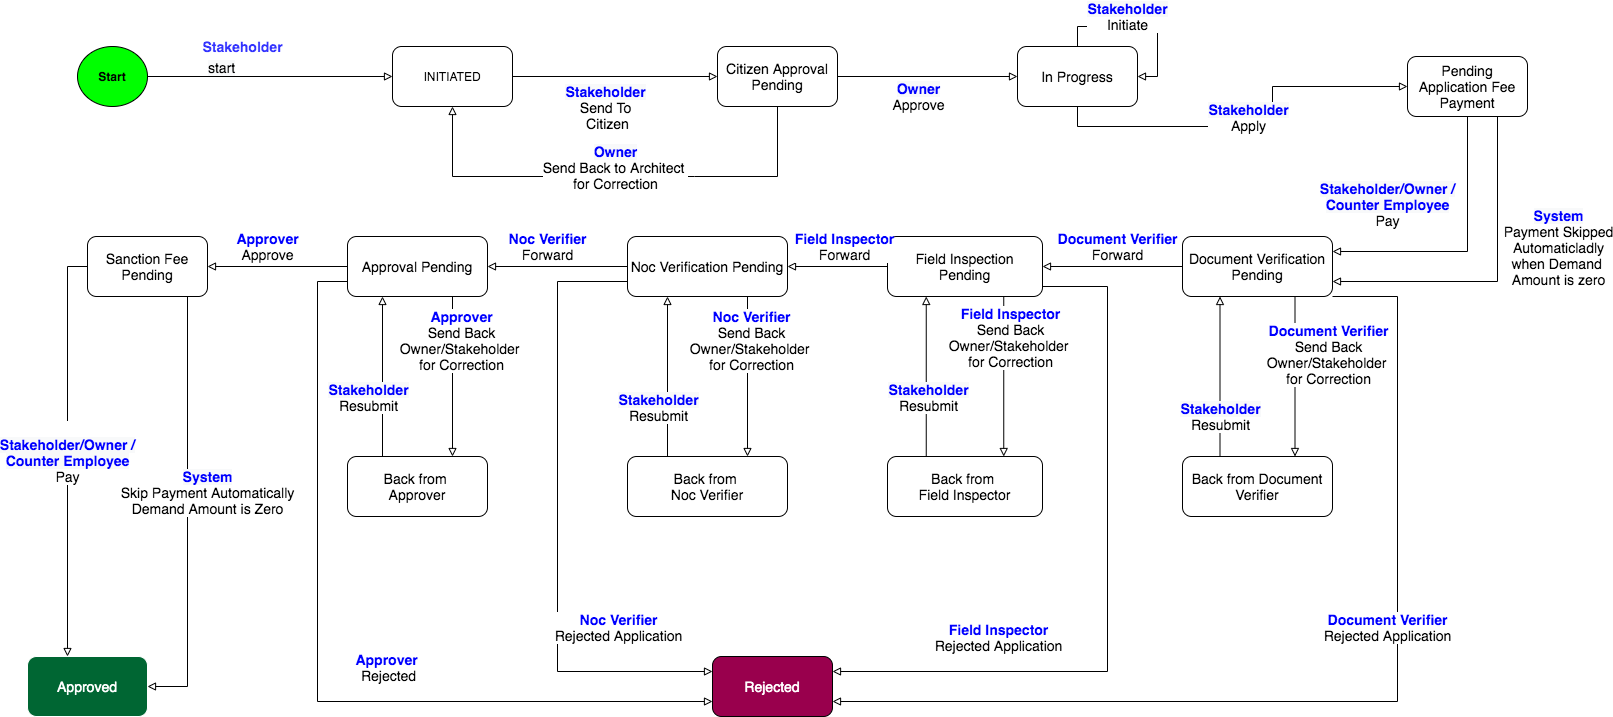 Stakeholder
Initiate
Stakeholder
start
Start
INITIATED
Citizen Approval
Pending
In Progress
Pending
Application Fee
Payment
Stakeholder
Send To
Citizen
Owner
Approve
Stakeholder
Apply
Owner
Send Back to Architect
for Correction
Stakeholder/Owner /
Counter Employee
Pay
System
Payment Skipped
Automaticladly
when Demand
Amount is zero
Sanction Fee
Pending
Approver
Approve
Approval Pending
Noc Verifier
Forward
Noc Verification Pending
Field Inspector
Forward
Field Inspection
Pending
Document Verifier
Forward
Document Verification
Pending
Approver
Send Back
Owner/Stakeholder
for Correction
Noc Verifier
Send Back
Owner/Stakeholder
for Correction
Field Inspector
Send Back
Owner/Stakeholder
for Correction
Document Verifier
Send Back
Owner/Stakeholder
for Correction
Stakeholder
Resubmit
Stakeholder
Resubmit
Stakeholder
Resubmit
Stakeholder
Resubmit
Stakeholder/Owner /
Counter Employee
Pay
System
Skip Payment Automatically
Demand Amount is Zero
Back from
Approver
Back from
Noc Verifier
Back from
Field Inspector
Back from Document
Verifier
Noc Verifier
Rejected Application
Field Inspector
Rejected Application
Document Verifier
Rejected Application
Approver
Rejected
Approved
Rejected